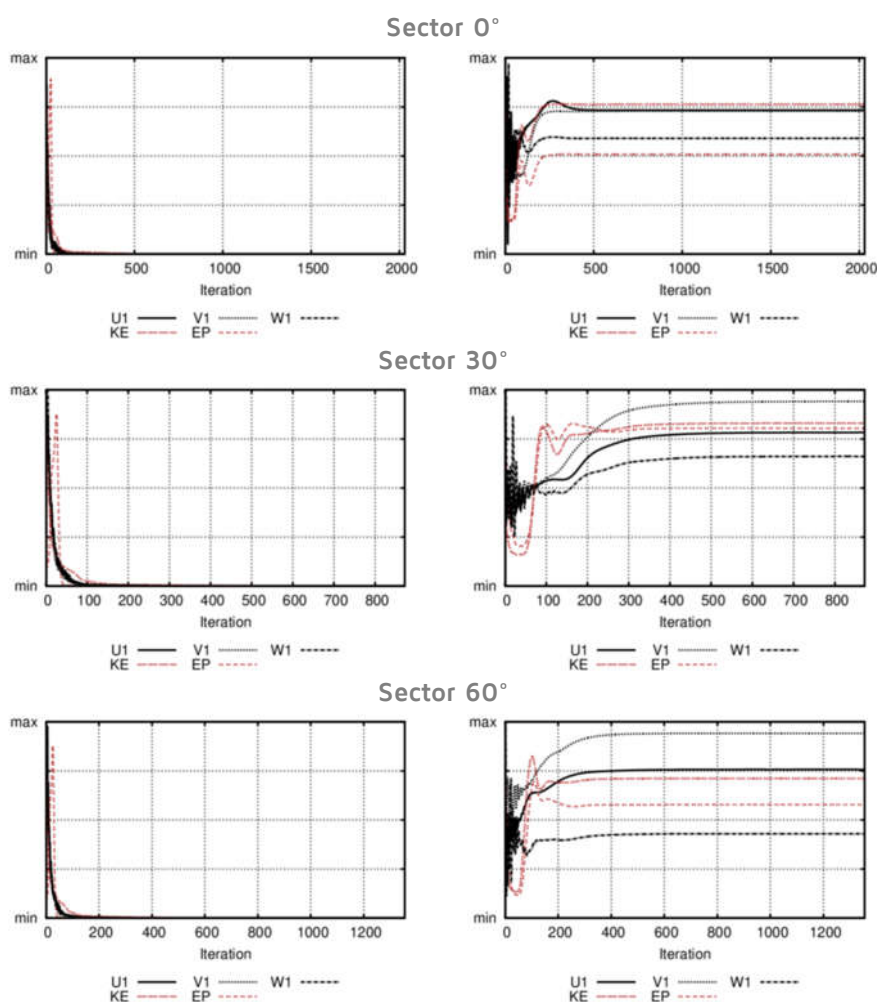 Sector 0°
max
min
0 500 1000 1500 2000
Iteration
U1 V1 W1
KE EP
max
min
0 500 1000 1500 2000
Iteration
U1 V1 W1
KE EP
Sector 30°
max
min
0 100 200 300 400 500 600 700 800
Iteration
U1 V1 W1
KE EP
max
min
0 100 200 300 400 500 600 700 800
Iteration
U1 V1 W1
KE EP
Sector 60°
max
min
0 200 400 600 800 1000 1200
Iteration
U1 V1 W1
KE EP
max
min
0 200 400 600 800 1000 1200
Iteration
U1 V1 W1
KE EP